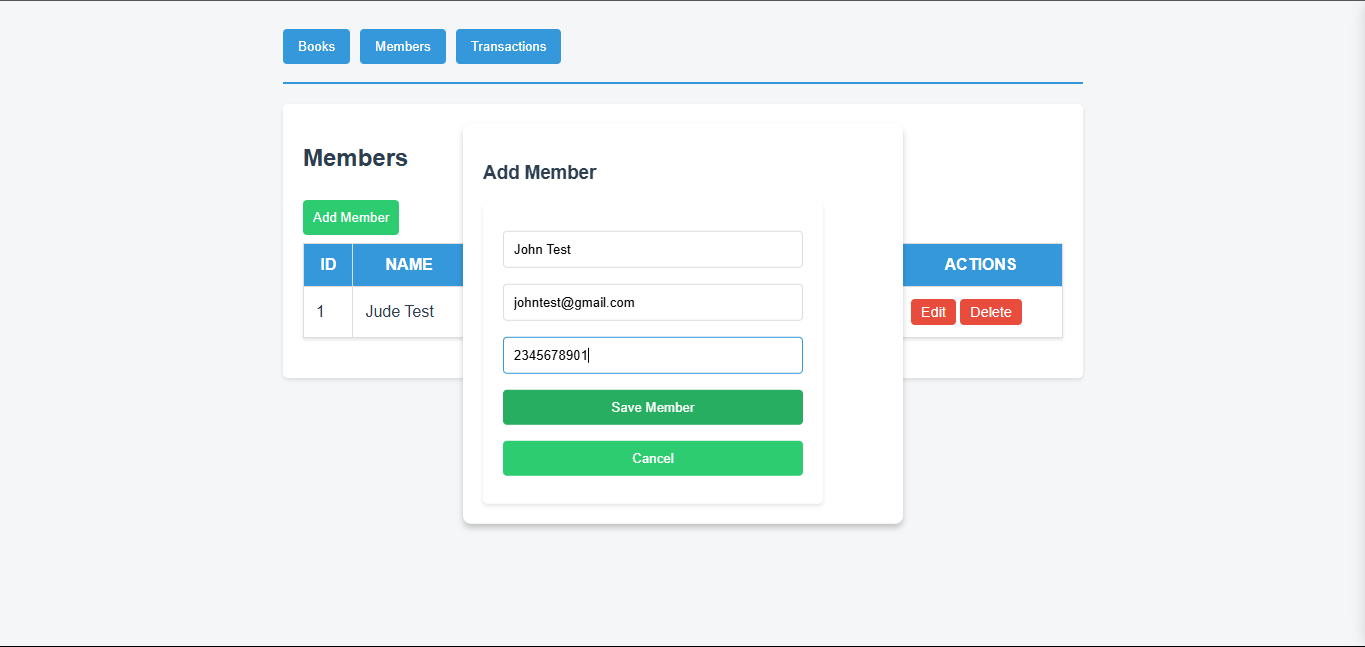 Books Members Transactions
Members
Add Member
ID NAME ACTIONS
1 Jude Test Edit Delete
Add Member
John Test
johntest@gmail.com
2345678901
Save Member
Cancel